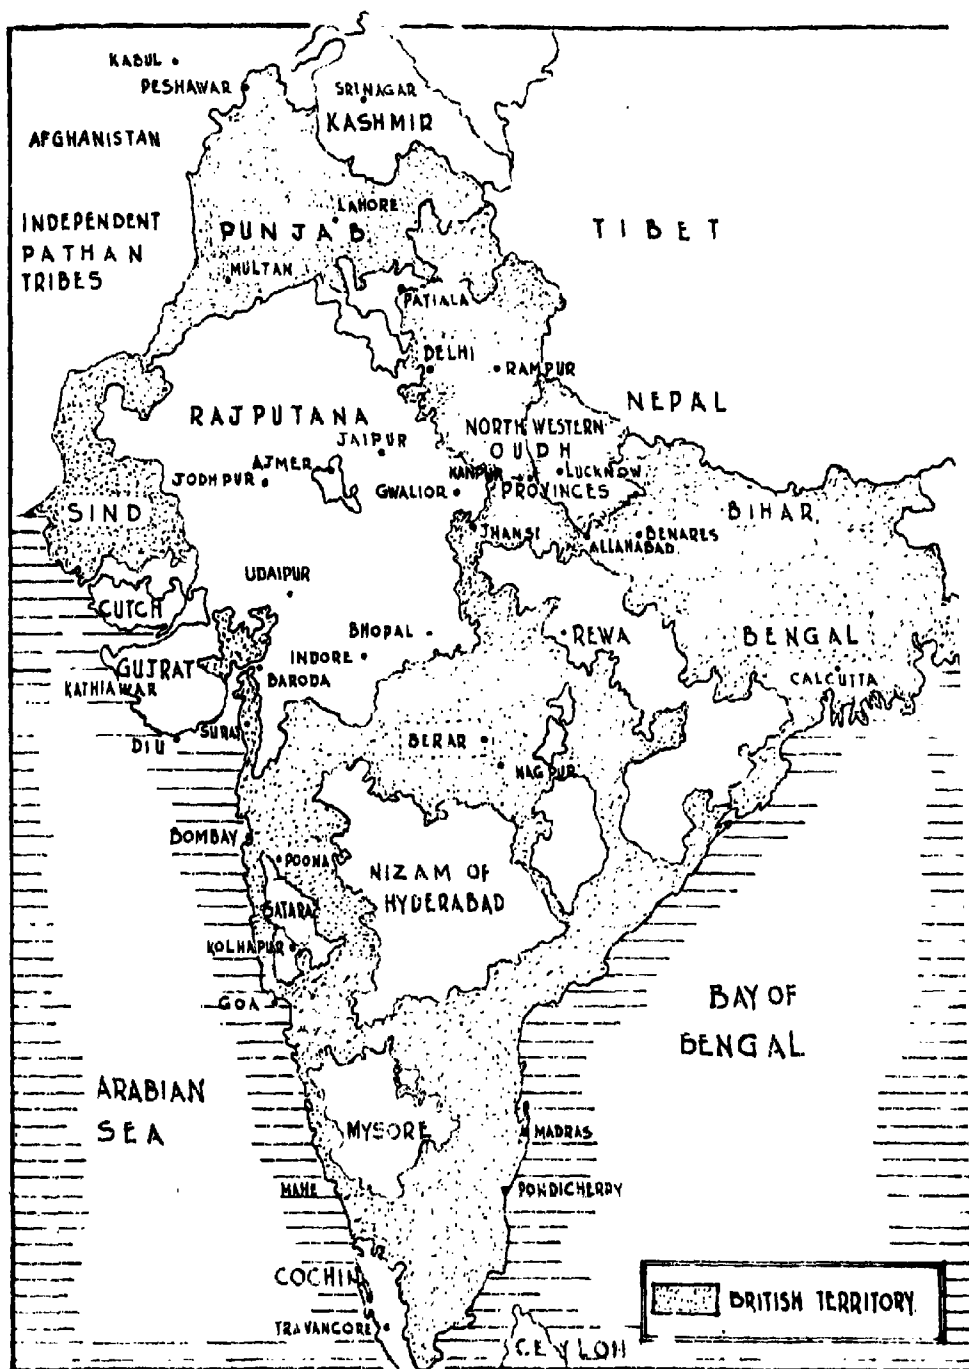 KABUL
PESHAWAR
SRINAGAR
KASHMIR
AFGHANISTAN
LAHORE
INDEPENDENT
PATHAN
TRIBES
PUNJAB
TIBET
MULTAN
PATIALA
DELHI
RAMPUR
NEPAL
RAJPUTANA
JAIPUR
NORTH WESTERN
OUDH
AJMER
KANPUR
LUCKNOW
JODHPUR
GWALIOR
PROVINCES
SIND
BIHAR
JHANSI
BENARES
ALLAHABAD
UDAIPUR
CUTCH
BHOPAL
REWA
BENGAL
INDORE
GUJRAT
BARODA
CALCUTTA
KATHIAWAR
SURAT
DIU
BERAR
NAGPUR
BOMBAY
POONA
NIZAM OF
HYDERABAD
SATARA
KOLHAPUR
GOA
BAY OF
BENGAL
ARABIAN
SEA
MYSORE
MADRAS
MAHE
PONDICHERRY
COCHIN
BRITISH TERRITORY
TRAVANCORE
CEYLON